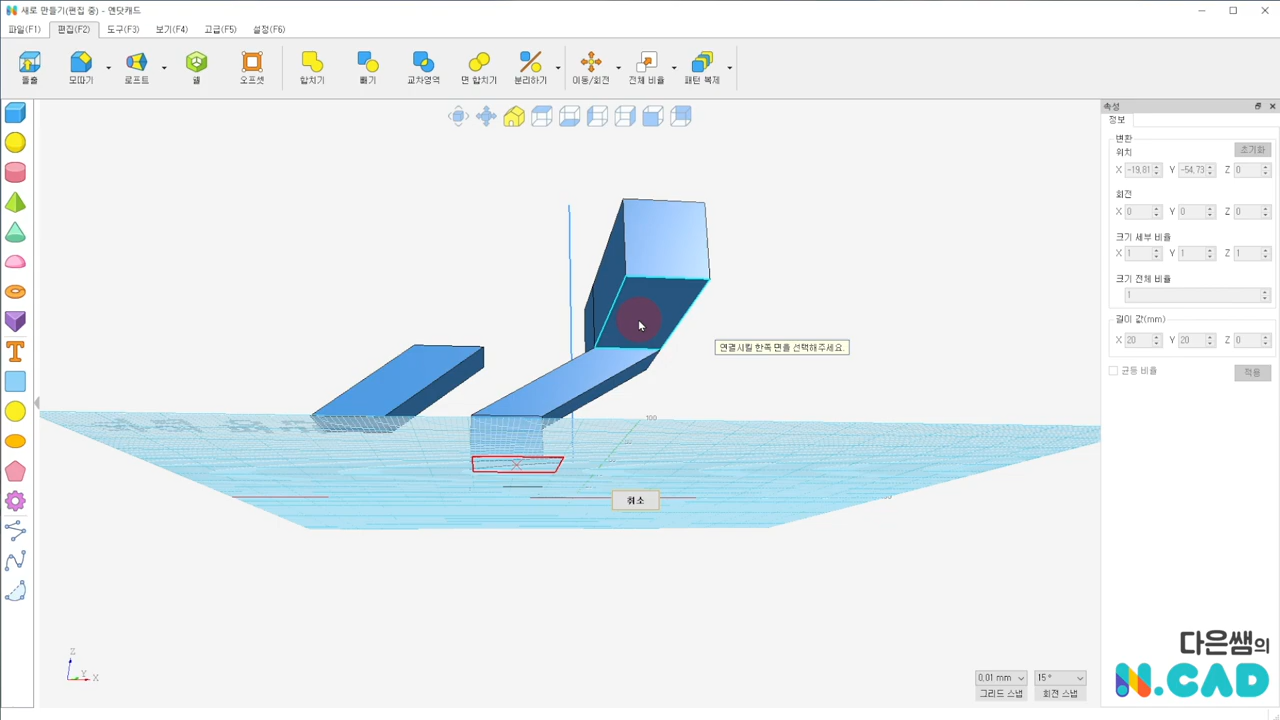 새로 만들기(편집 중) - 엔닷캐드
파일(F1) 편집(F2) 도구(F3) 보기(F4) 고급(F5) 설정(F6)
돌출 모따기 로프트 쉘 오프셋 합치기 빼기 교차영역 면 합치기 분리하기 이동/회전 전체 비율 패턴 복제
속성
정보
변환
위치 초기화
X -19.81 Y -54.73 Z 0
회전
X 0 Y 0 Z 0
크기 세부 비율
X 1 Y 1 Z 1
크기 전체 비율
1
길이 값(mm)
X 20 Y 20 Z 0
균등 비율 적용
연결시킬 한쪽 면을 선택해주세요.
100
취소
Z
Y
X
0.01 mm 15°
그리드 스냅 회전 스냅
다은쌤의
N.CAD